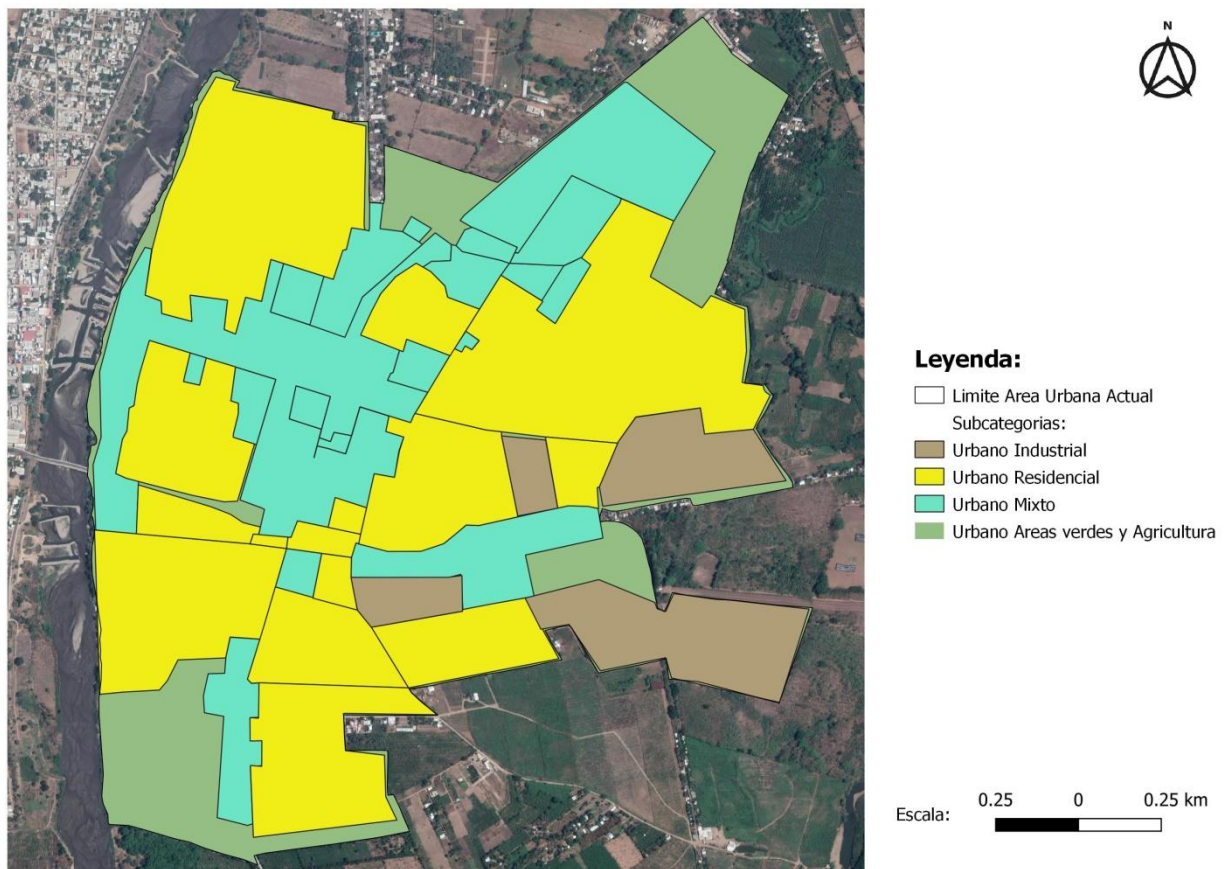 N
Leyenda:
Limite Area Urbana Actual
Subcategorias:
Urbano Industrial
Urbano Residencial
Urbano Mixto
Urbano Areas verdes y Agricultura
Escala:
0.25 0 0.25 km